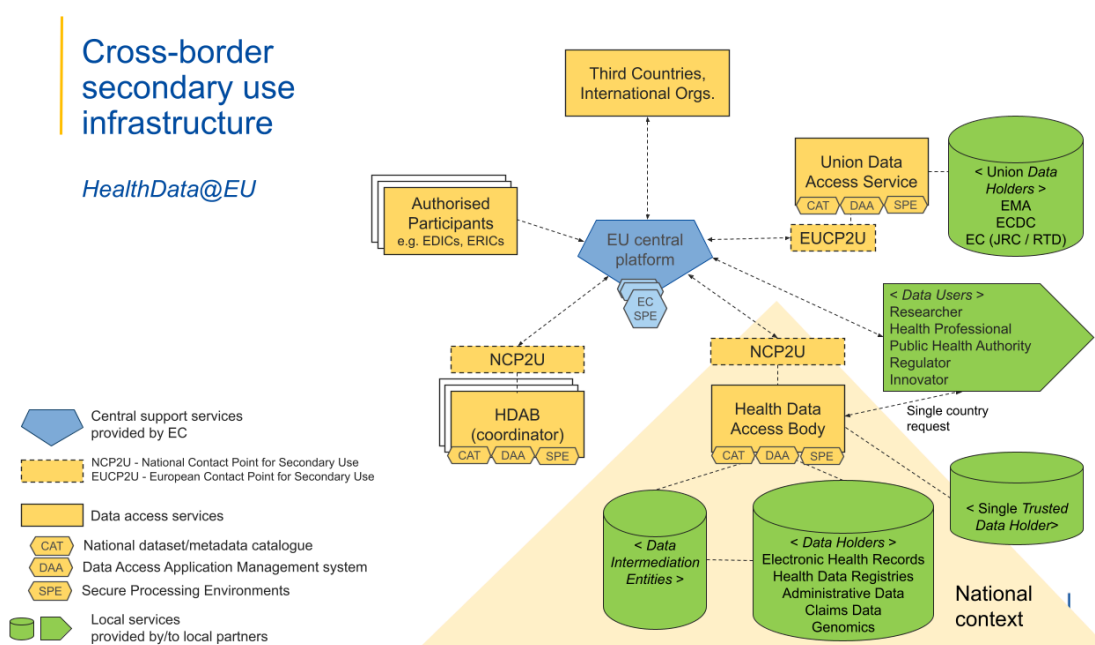 Cross-border
secondary use
infrastructure
HealthData@EU
Third Countries,
International Orgs.
Authorised
Participants
e.g. EDICs, ERICs
EU central
platform
EC
SPE
Union Data
Access Service
CAT DAA SPE
EUCP2U
< Union Data
Holders >
EMA
ECDC
EC (JRC / RTD)
< Data Users >
Researcher
Health Professional
Public Health Authority
Regulator
Innovator
NCP2U
HDAB
(coordinator)
CAT DAA SPE
NCP2U
Health Data
Access Body
CAT DAA SPE
Single country
request
< Data
Intermediation
Entities >
< Data Holders >
Electronic Health Records
Health Data Registries
Administrative Data
Claims Data
Genomics
< Single Trusted
Data Holder>
National
context
Central support services
provided by EC
NCP2U - National Contact Point for Secondary Use
EUCP2U - European Contact Point for Secondary Use
Data access services
CAT National dataset/metadata catalogue
DAA Data Access Application Management system
SPE Secure Processing Environments
Local services
provided by/to local partners